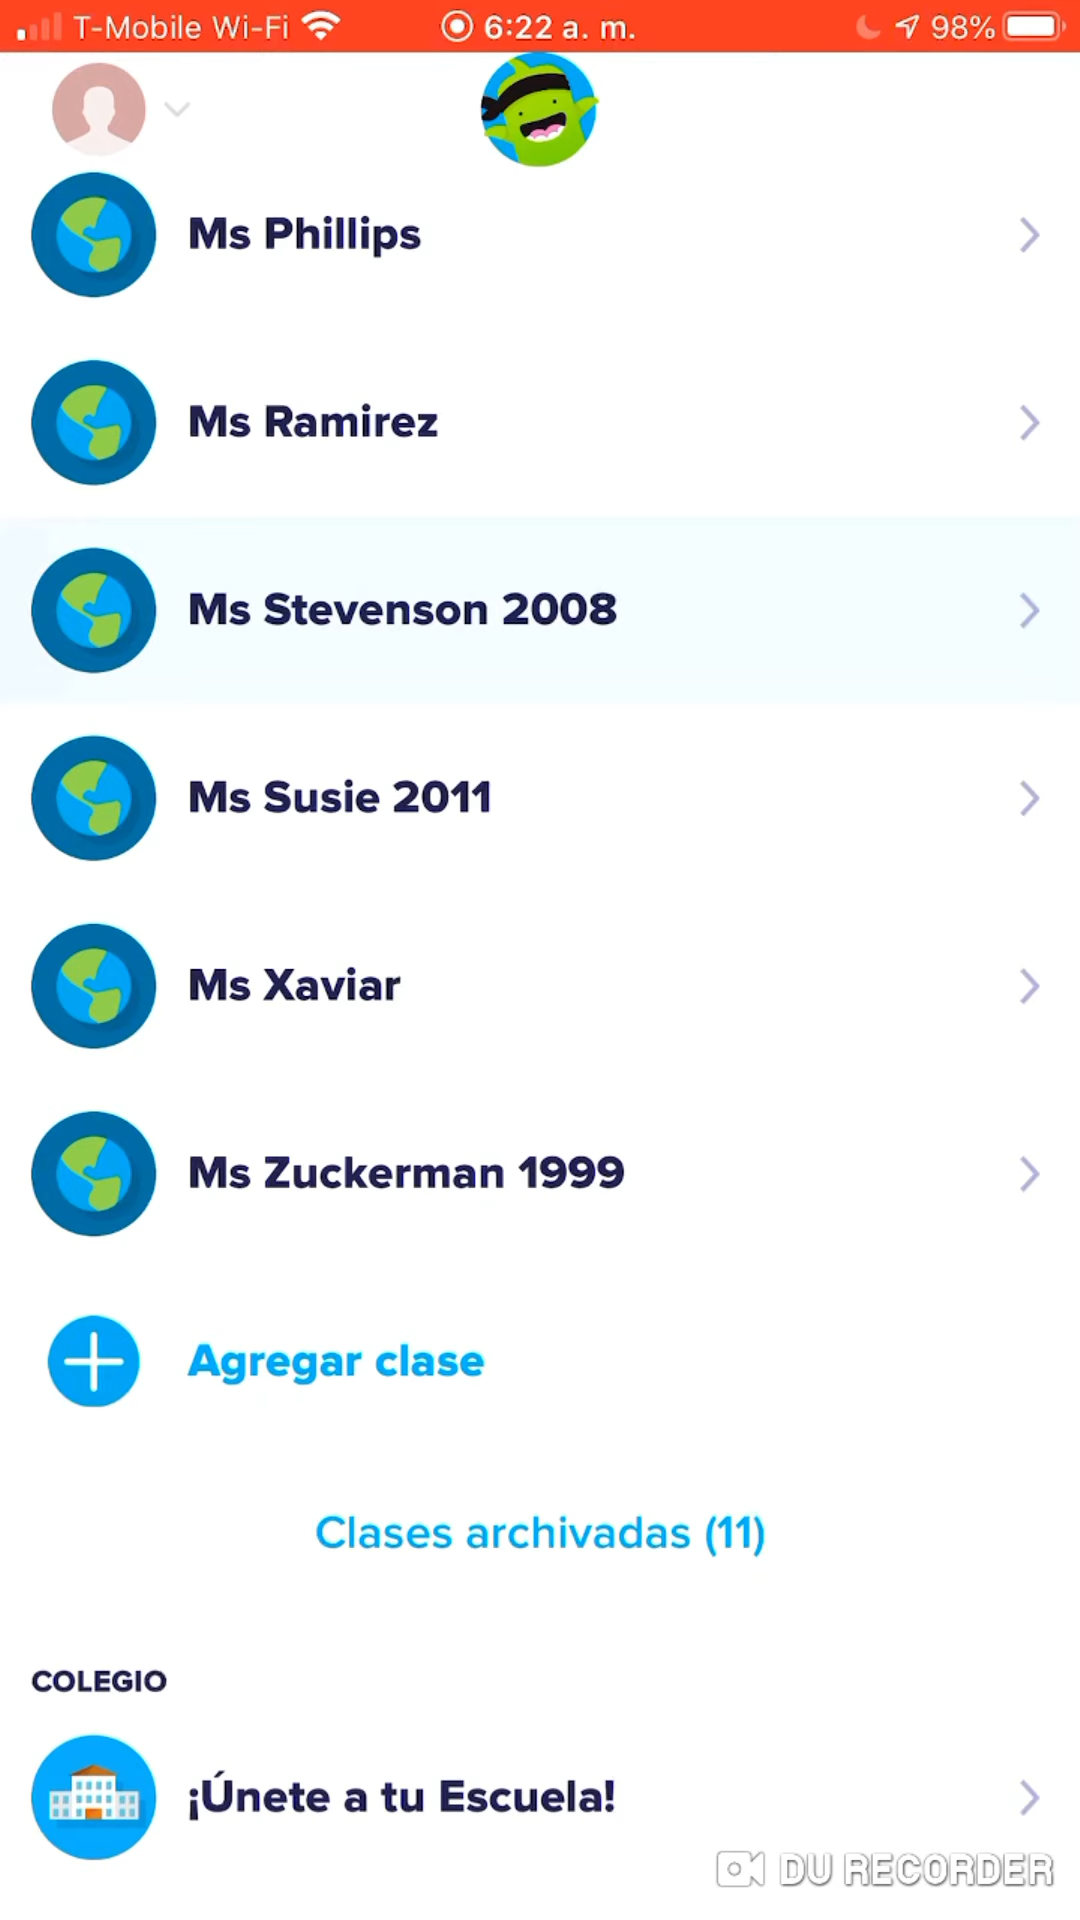 T-Mobile Wi-Fi 6:22 a. m. 98%
Ms Phillips
Ms Ramirez
Ms Stevenson 2008
Ms Susie 2011
Ms Xaviar
Ms Zuckerman 1999
Agregar clase
Clases archivadas (11)
COLEGIO
¡Únete a tu Escuela!
DU RECORDER